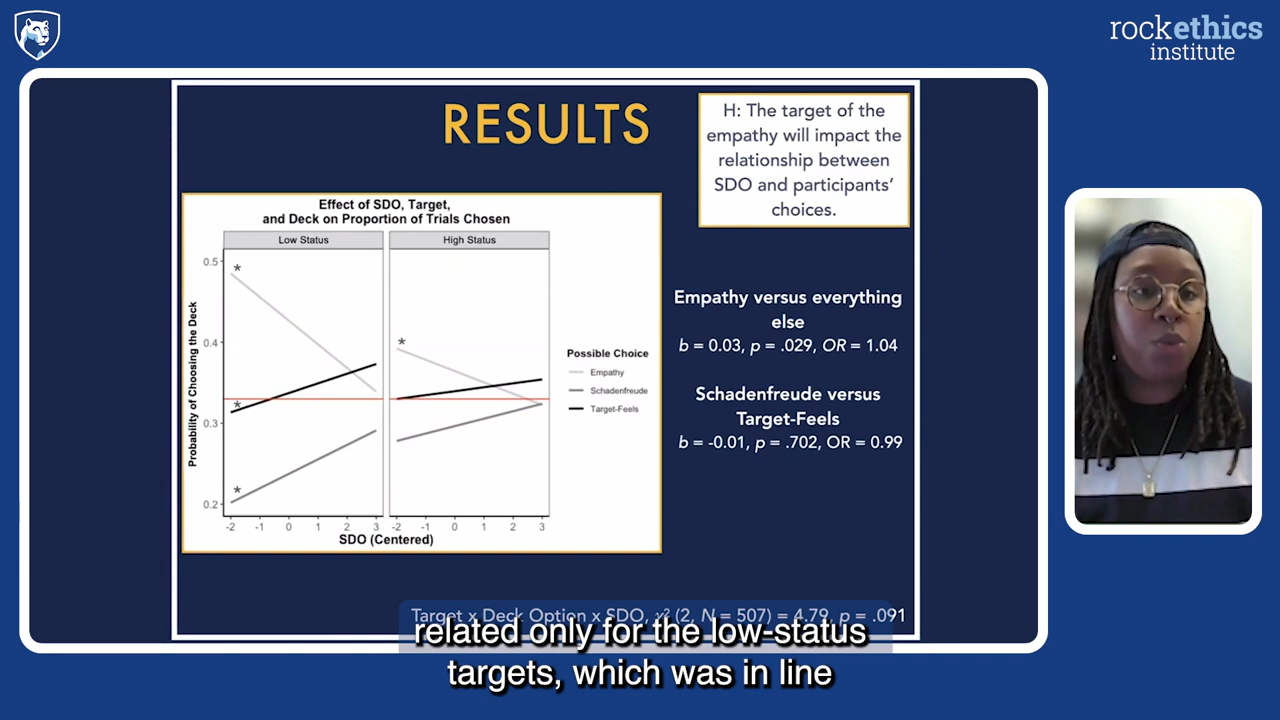 rockethics
institute
RESULTS
H: The target of the
empathy will impact the
relationship between
SDO and participants’
choices.
Effect of SDO, Target,
and Deck on Proportion of Trials Chosen
Low Status
High Status
Probability of Choosing the Deck
0.5
0.4
0.3
0.2
*
*
*
*
-2 -1 0 1 2 3
-2 -1 0 1 2 3
SDO (Centered)
Possible Choice
Empathy
Schadenfreude
Target-Feels
Empathy versus everything
else
b = 0.03, p = .029, OR = 1.04
Schadenfreude versus
Target-Feels
b = -0.01, p = .702, OR = 0.99
Target x Deck Option x SDO, χ² (2, N = 507) = 4.79, p = .091
related only for the low-status
targets, which was in line